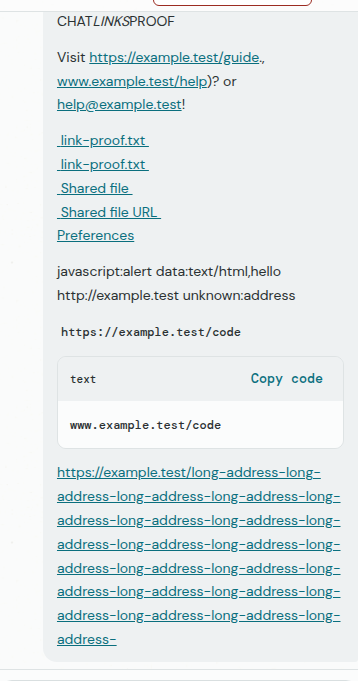 CHATLINKSPROOF
Visit https://example.test/guide.,
www.example.test/help)? or
help@example.test!
link-proof.txt
link-proof.txt
Shared file
Shared file URL
Preferences
javascript:alert data:text/html,hello
http://example.test unknown:address
https://example.test/code
text
Copy code
www.example.test/code
https://example.test/long-address-long-
address-long-address-long-address-long-
address-long-address-long-address-long-
address-long-address-long-address-long-
address-long-address-long-address-long-
address-long-address-long-address-long-
address-long-address-long-address-long-
address-